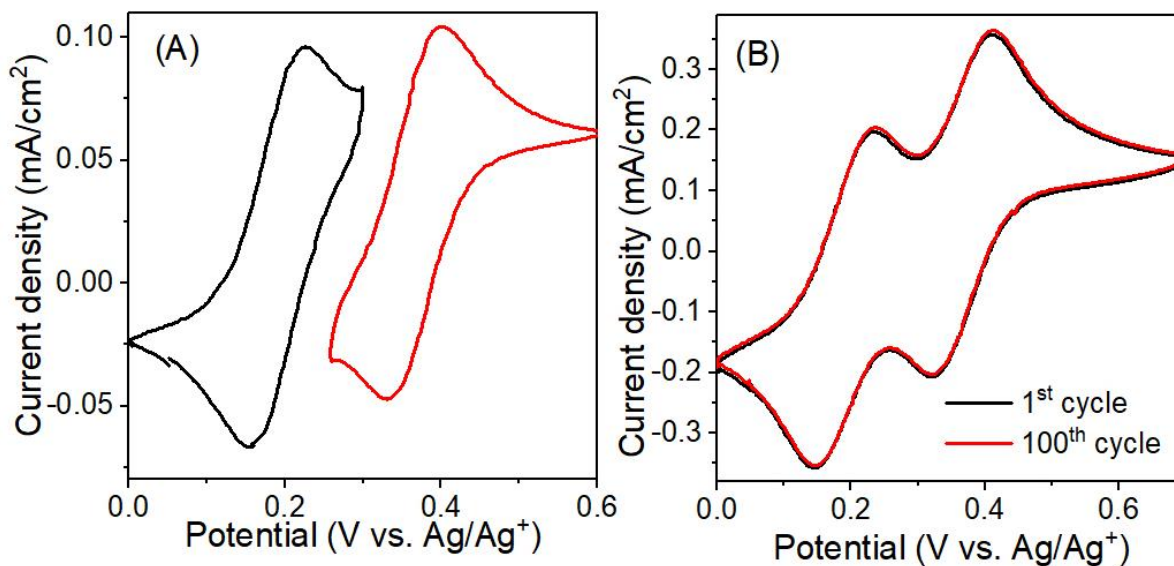 (A)
Current density (mA/cm²)
0.10
0.05
0.00
-0.05
0.0
0.2
0.4
0.6
Potential (V vs. Ag/Ag⁺)
(B)
Current density (mA/cm²)
0.3
0.2
0.1
0.0
-0.1
-0.2
-0.3
1ˢᵗ cycle
100ᵗʰ cycle
0.0
0.2
0.4
0.6
Potential (V vs. Ag/Ag⁺)